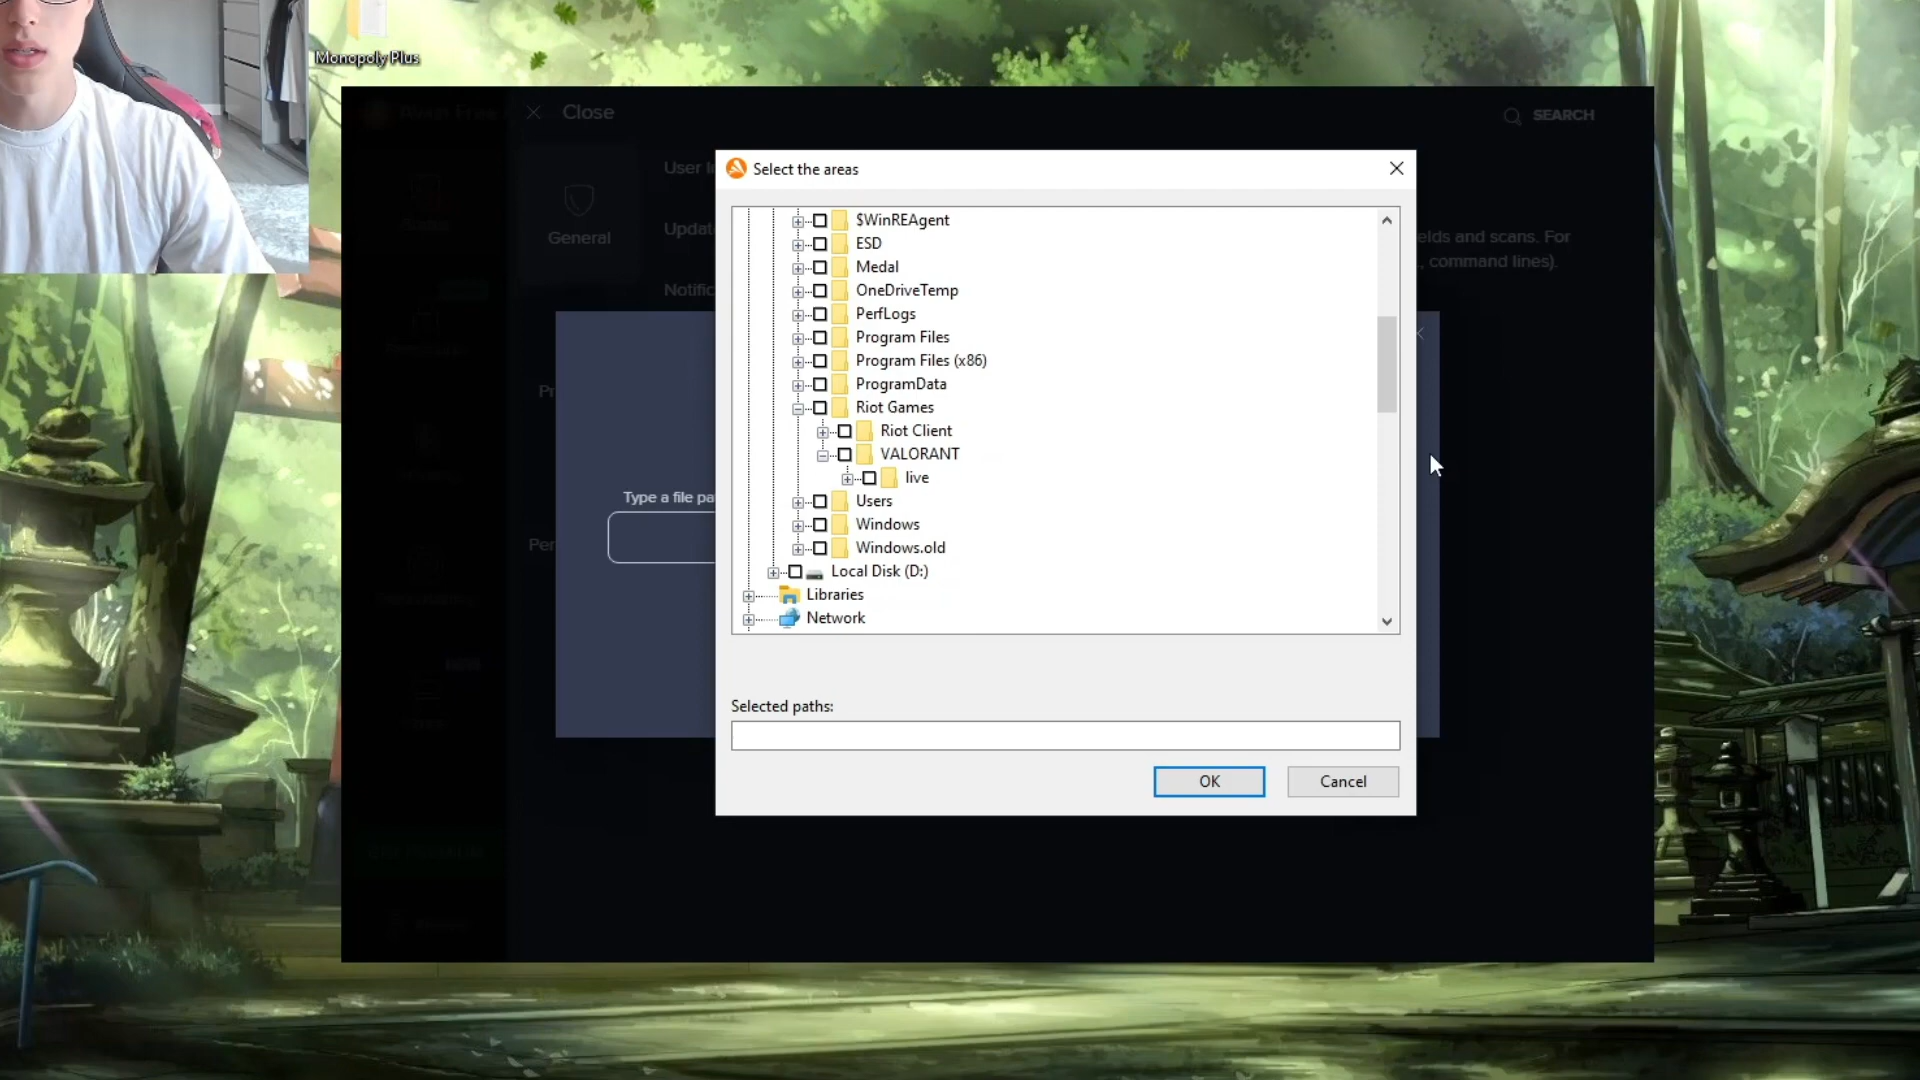 Monopoly Plus
Close
SEARCH
User
General
Updat
Notific
elds and scans. For
, command lines).
Type a file pa
Select the areas
$WinREAgent
ESD
Medal
OneDriveTemp
PerfLogs
Program Files
Program Files (x86)
ProgramData
Riot Games
Riot Client
VALORANT
live
Users
Windows
Windows.old
Local Disk (D:)
Libraries
Network
Selected paths:
OK
Cancel